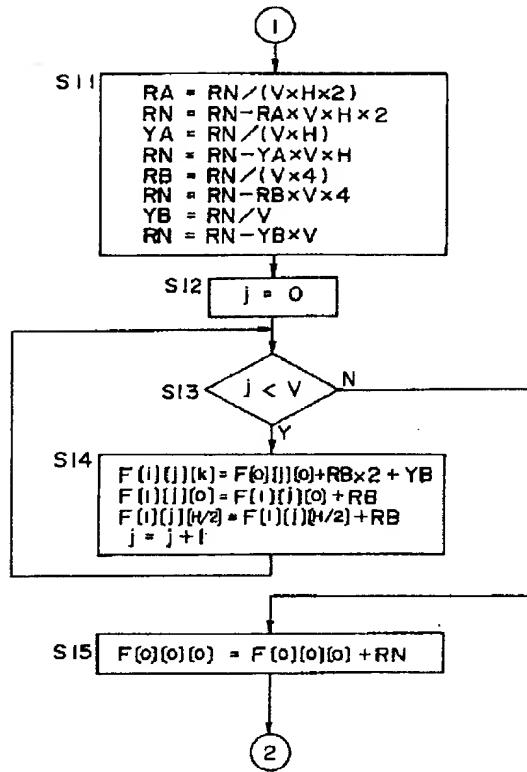 1
S11
RA = RN/(V×H×2)
RN = RN-RA×V×H×2
YA = RN/(V×H)
RN = RN-YA×V×H
RB = RN/(V×4)
RN = RN-RB×V×4
YB = RN/V
RN = RN-YB×V
S12
j = 0
S13
j < V
N
Y
S14
F[i][j][k]=F[0][j][0]+RB×2+YB
F[1][j][0]=F[1][j][0]+RB
F[1][j][H/2]=F[1][j][H/2]+RB
j = j+1
S15
F[0][0][0] = F[0][0][0]+RN
2